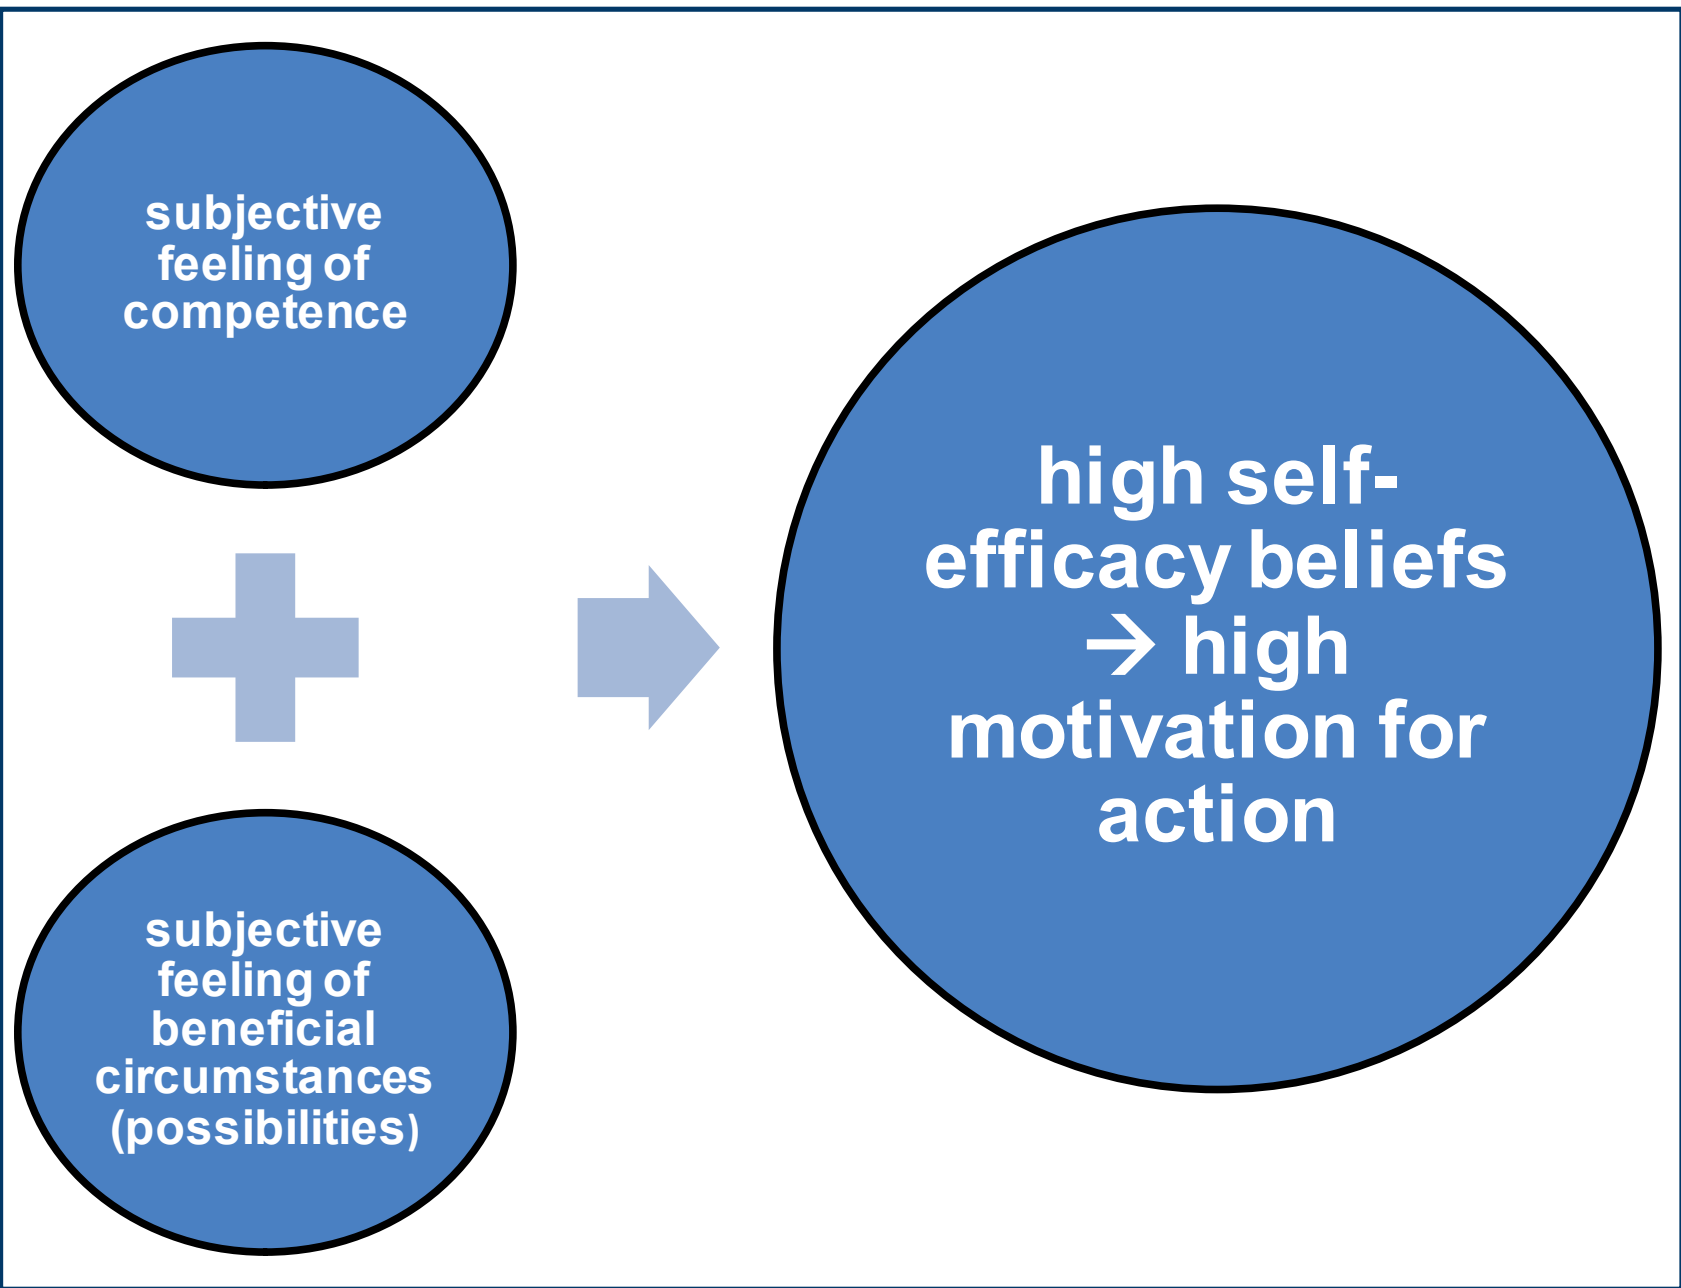 subjective
feeling of
competence
subjective
feeling of
beneficial
circumstances
(possibilities)
high self-
efficacy beliefs
→ high
motivation for
action